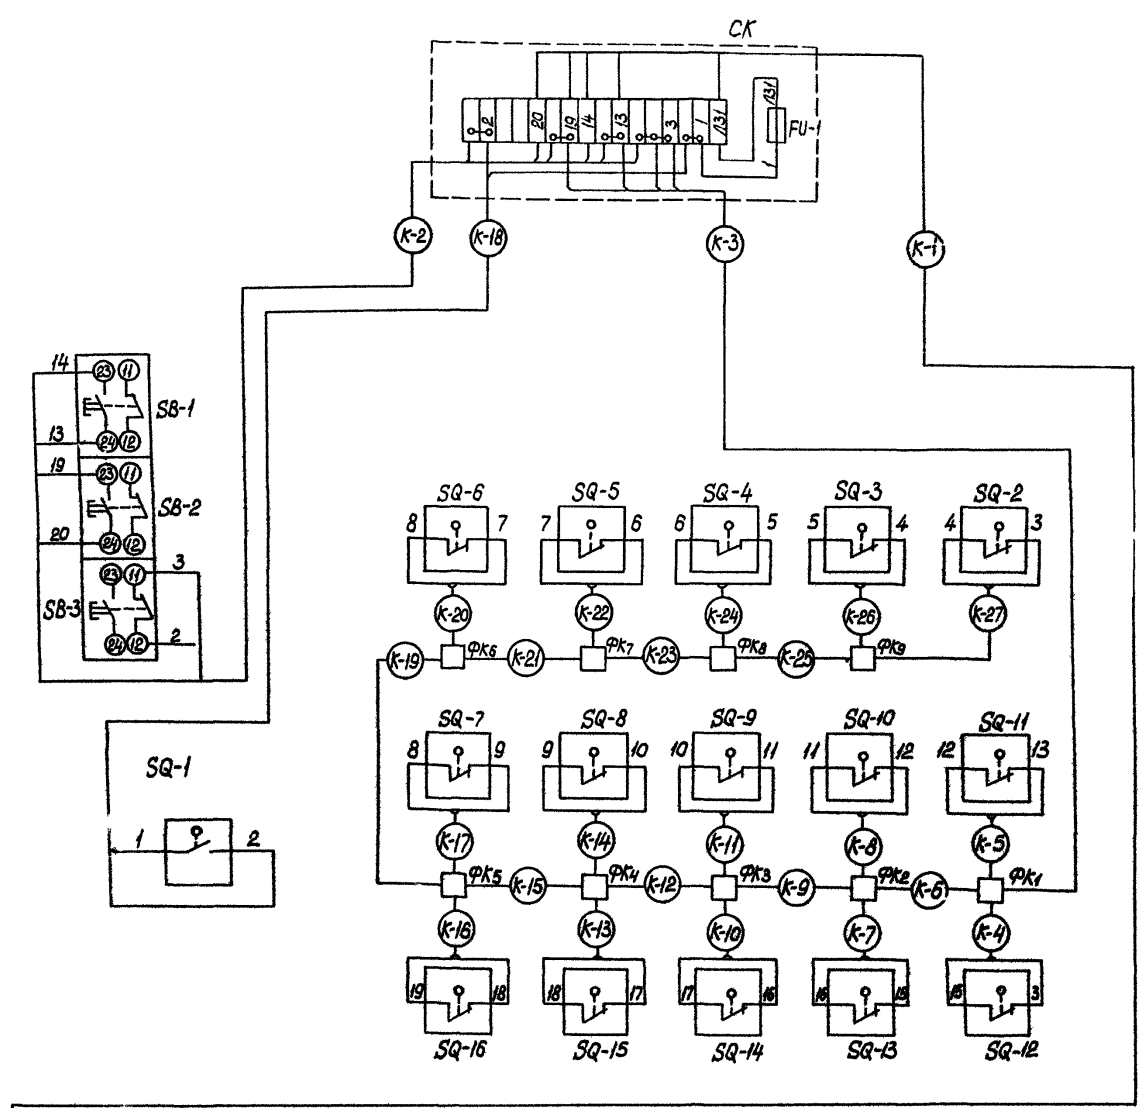 СК
2 20 19 14 13 3 1 Л31
Л31
FU-1
1
К-2 К-18 К-3 К-1
14 23 11
SB-1
13 24 12
19 23 11
SB-2
20 24 12
23 11 3
SB-3
24 12 2
SQ-6 SQ-5 SQ-4 SQ-3 SQ-2
8 7 7 6 6 5 5 4 4 3
К-20 К-22 К-24 К-26 К-27
К-19 ФК6 К-21 ФК7 К-23 ФК8 К-25 ФК9
SQ-7 SQ-8 SQ-9 SQ-10 SQ-11
8 9 9 10 10 11 11 12 12 13
SQ-1
1 2
К-17 К-14 К-11 К-8 К-5
ФК5 К-15 ФК4 К-12 ФК3 К-9 ФК2 К-6 ФК1
К-16 К-13 К-10 К-7 К-4
19 18 18 17 17 16 16 15 15 3
SQ-16 SQ-15 SQ-14 SQ-13 SQ-12